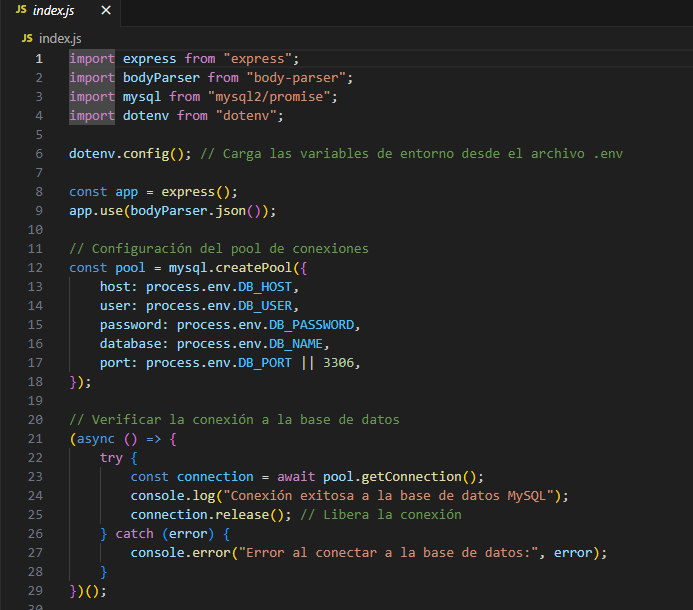 JS index.js ×
JS index.js
1 import express from "express";
2 import bodyParser from "body-parser";
3 import mysql from "mysql2/promise";
4 import dotenv from "dotenv";
5
6 dotenv.config(); // Carga las variables de entorno desde el archivo .env
7
8 const app = express();
9 app.use(bodyParser.json());
10
11 // Configuración del pool de conexiones
12 const pool = mysql.createPool({
13     host: process.env.DB_HOST,
14     user: process.env.DB_USER,
15     password: process.env.DB_PASSWORD,
16     database: process.env.DB_NAME,
17     port: process.env.DB_PORT || 3306,
18 });
19
20 // Verificar la conexión a la base de datos
21 (async () => {
22     try {
23         const connection = await pool.getConnection();
24         console.log("Conexión exitosa a la base de datos MySQL");
25         connection.release(); // Libera la conexión
26     } catch (error) {
27         console.error("Error al conectar a la base de datos:", error);
28     }
29 })();
30